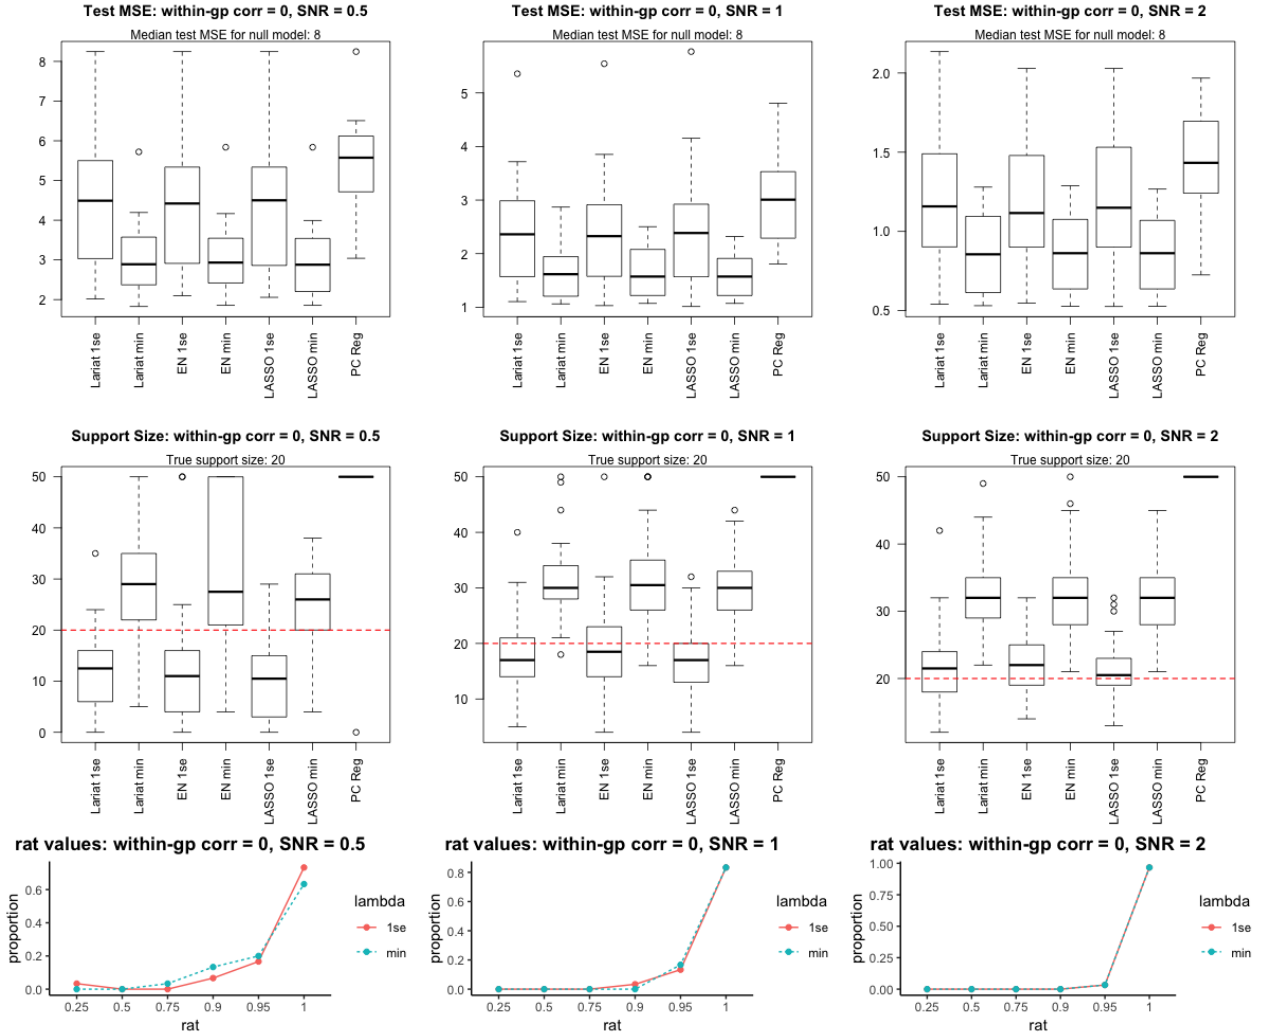 Test MSE: within-gp corr = 0, SNR = 0.5
Median test MSE for null model: 8
8
7
6
5
4
3
2
Lariat 1se
Lariat min
EN 1se
EN min
LASSO 1se
LASSO min
PC Reg
Test MSE: within-gp corr = 0, SNR = 1
Median test MSE for null model: 8
5
4
3
2
1
Lariat 1se
Lariat min
EN 1se
EN min
LASSO 1se
LASSO min
PC Reg
Test MSE: within-gp corr = 0, SNR = 2
Median test MSE for null model: 8
2.0
1.5
1.0
0.5
Lariat 1se
Lariat min
EN 1se
EN min
LASSO 1se
LASSO min
PC Reg
Support Size: within-gp corr = 0, SNR = 0.5
True support size: 20
50
40
30
20
10
0
Lariat 1se
Lariat min
EN 1se
EN min
LASSO 1se
LASSO min
PC Reg
Support Size: within-gp corr = 0, SNR = 1
True support size: 20
50
40
30
20
10
Lariat 1se
Lariat min
EN 1se
EN min
LASSO 1se
LASSO min
PC Reg
Support Size: within-gp corr = 0, SNR = 2
True support size: 20
50
40
30
20
Lariat 1se
Lariat min
EN 1se
EN min
LASSO 1se
LASSO min
PC Reg
rat values: within-gp corr = 0, SNR = 0.5
proportion
0.6
0.4
0.2
0.0
0.25 0.5 0.75 0.9 0.95 1
rat
lambda
1se
min
rat values: within-gp corr = 0, SNR = 1
proportion
0.8
0.6
0.4
0.2
0.0
0.25 0.5 0.75 0.9 0.95 1
rat
lambda
1se
min
rat values: within-gp corr = 0, SNR = 2
proportion
1.00
0.75
0.50
0.25
0.00
0.25 0.5 0.75 0.9 0.95 1
rat
lambda
1se
min